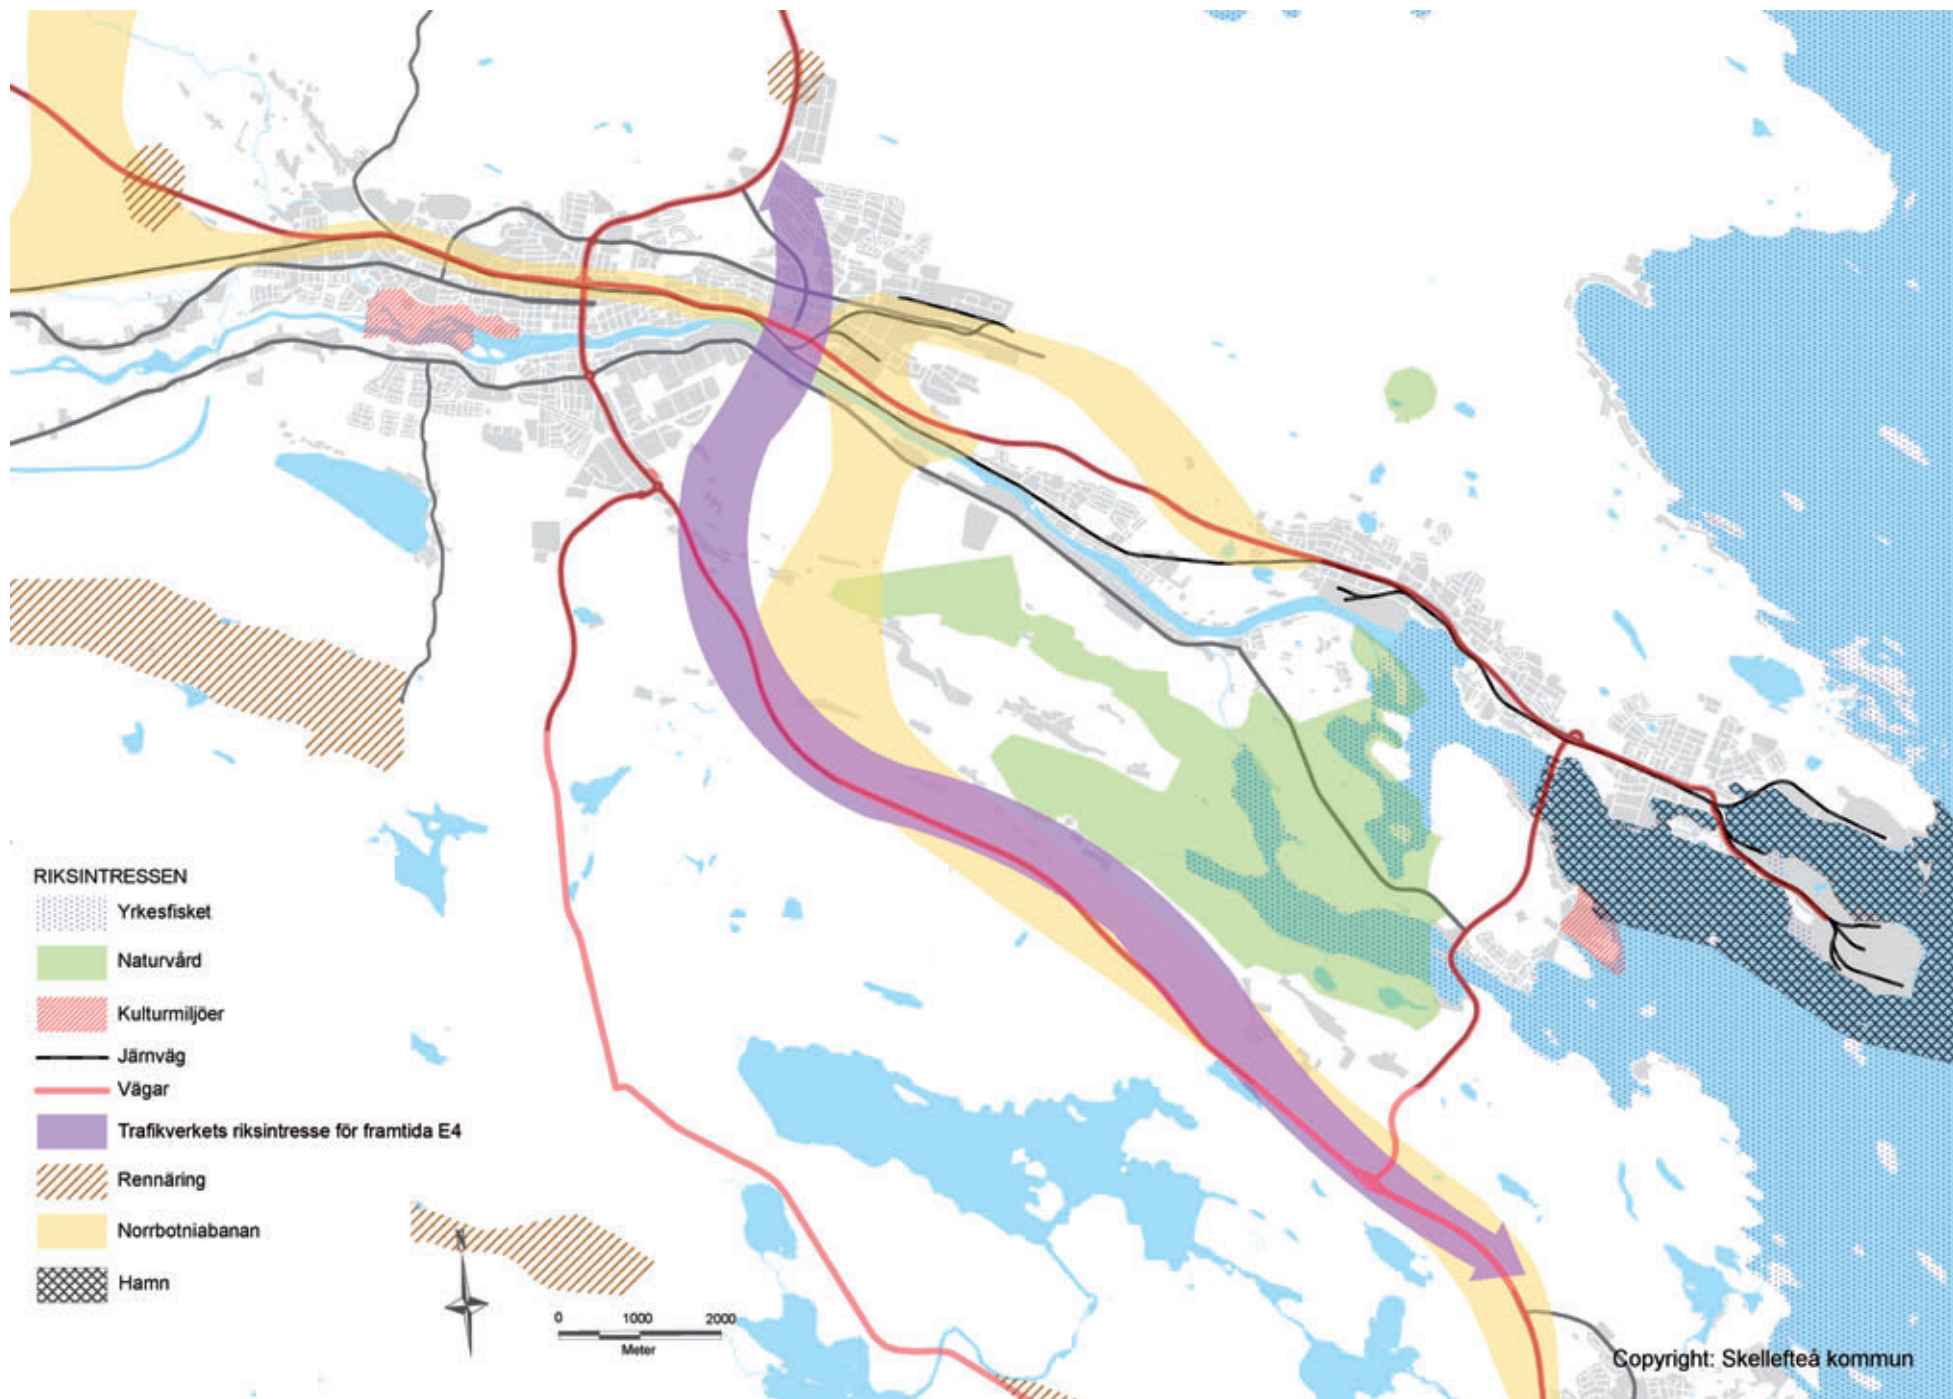 RIKSINTRESSEN
Yrkesfisket
Naturvård
Kulturmiljöer
Järnväg
Vägar
Trafikverkets riksintresse för framtida E4
Rennäring
Norrbotniabanan
Hamn
N
0 1000 2000
Meter
Copyright: Skellefteå kommun